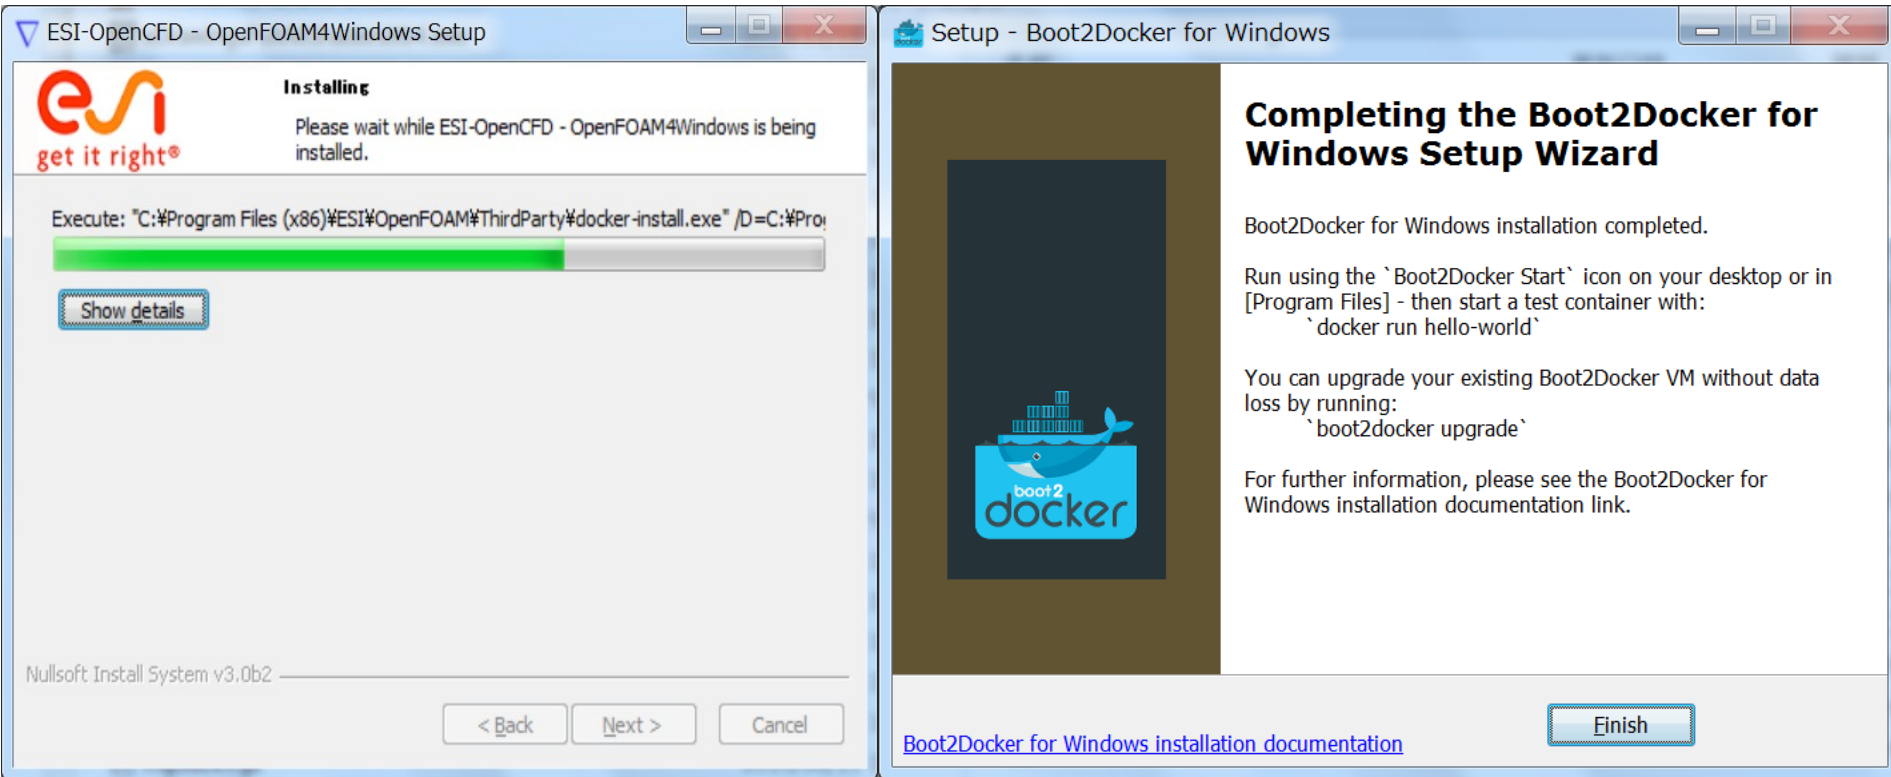 ESI-OpenCFD - OpenFOAM4Windows Setup
esi
get it right®
Installing
Please wait while ESI-OpenCFD - OpenFOAM4Windows is being
installed.
Execute: "C:¥Program Files (x86)¥ESI¥OpenFOAM¥ThirdParty¥docker-install.exe" /D=C:¥Pro
Show details
Nullsoft Install System v3.0b2
< Back
Next >
Cancel
Setup - Boot2Docker for Windows
boot2
docker
Completing the Boot2Docker for
Windows Setup Wizard
Boot2Docker for Windows installation completed.
Run using the `Boot2Docker Start` icon on your desktop or in
[Program Files] - then start a test container with:
`docker run hello-world`
You can upgrade your existing Boot2Docker VM without data
loss by running:
`boot2docker upgrade`
For further information, please see the Boot2Docker for
Windows installation documentation link.
Boot2Docker for Windows installation documentation
Finish